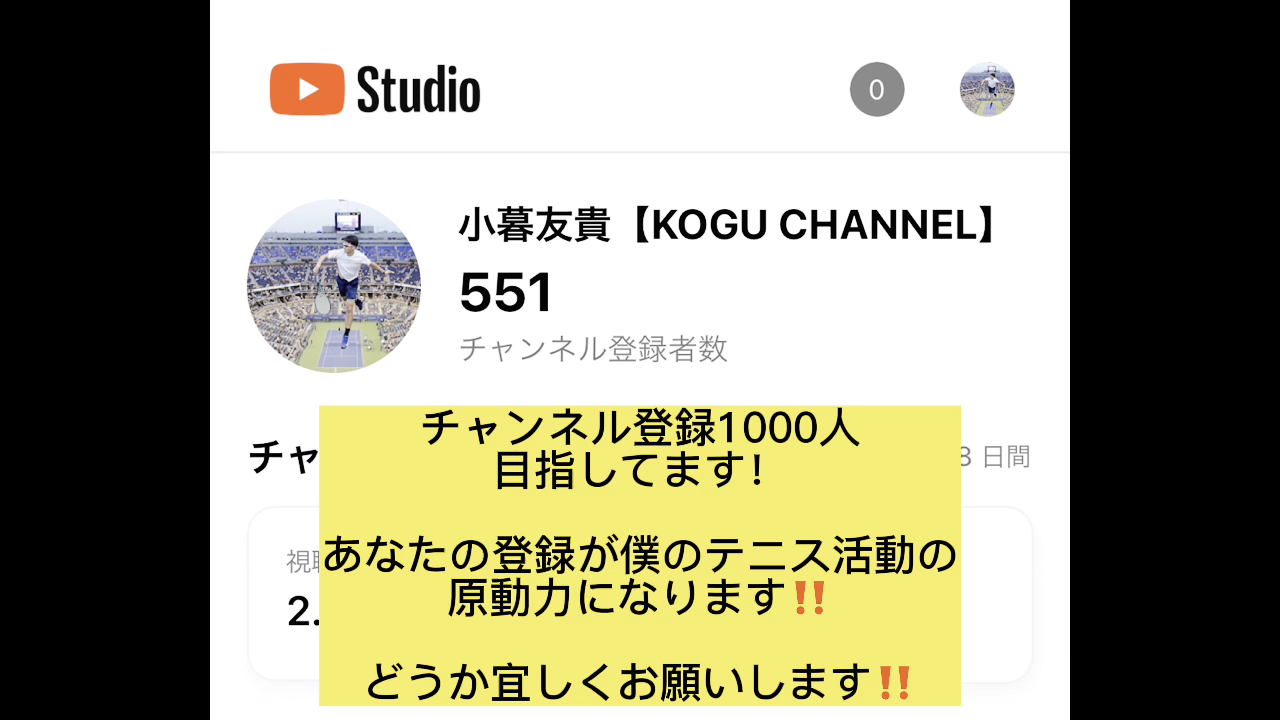 Studio
0
小暮友貴【KOGU CHANNEL】
551
チャンネル登録者数
チャ
日間
2.
チャンネル登録1000人
目指してます!
あなたの登録が僕のテニス活動の
原動力になります‼️
どうか宜しくお願いします‼️